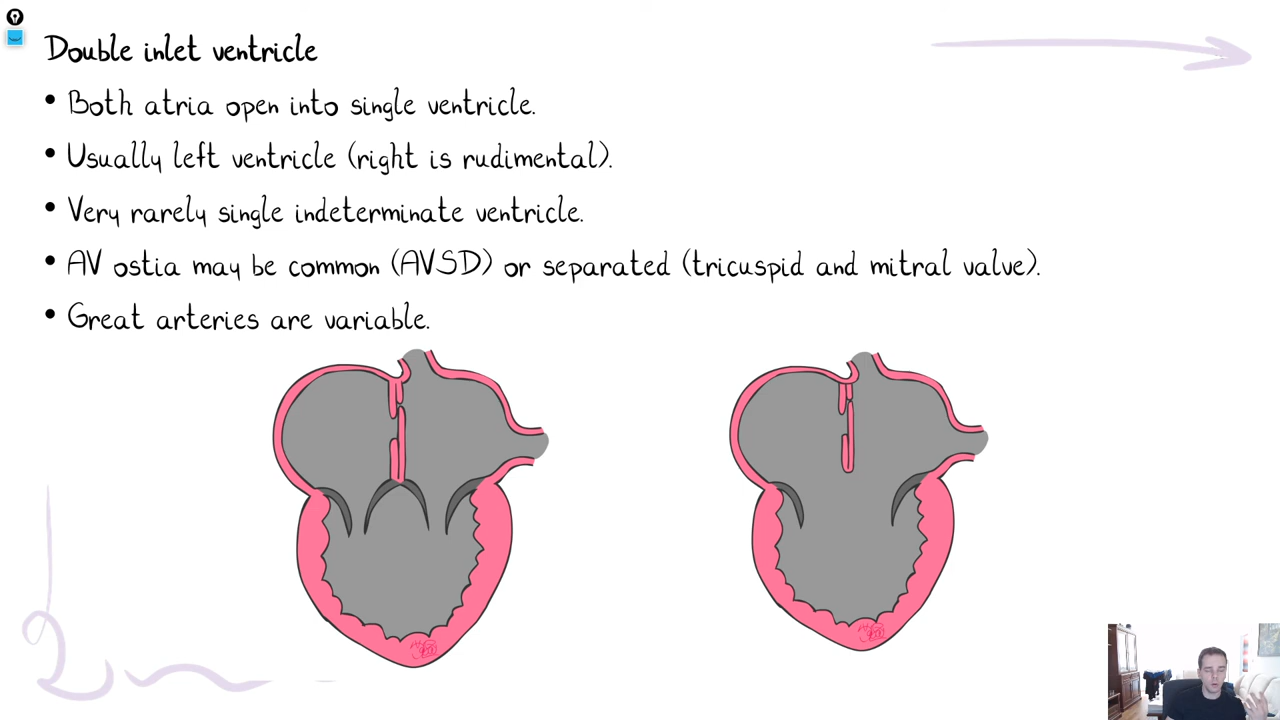 Double inlet ventricle
• Both atria open into single ventricle.
• Usually left ventricle (right is rudimental).
• Very rarely single indeterminate ventricle.
• AV ostia may be common (AVSD) or separated (tricuspid and mitral valve).
• Great arteries are variable.